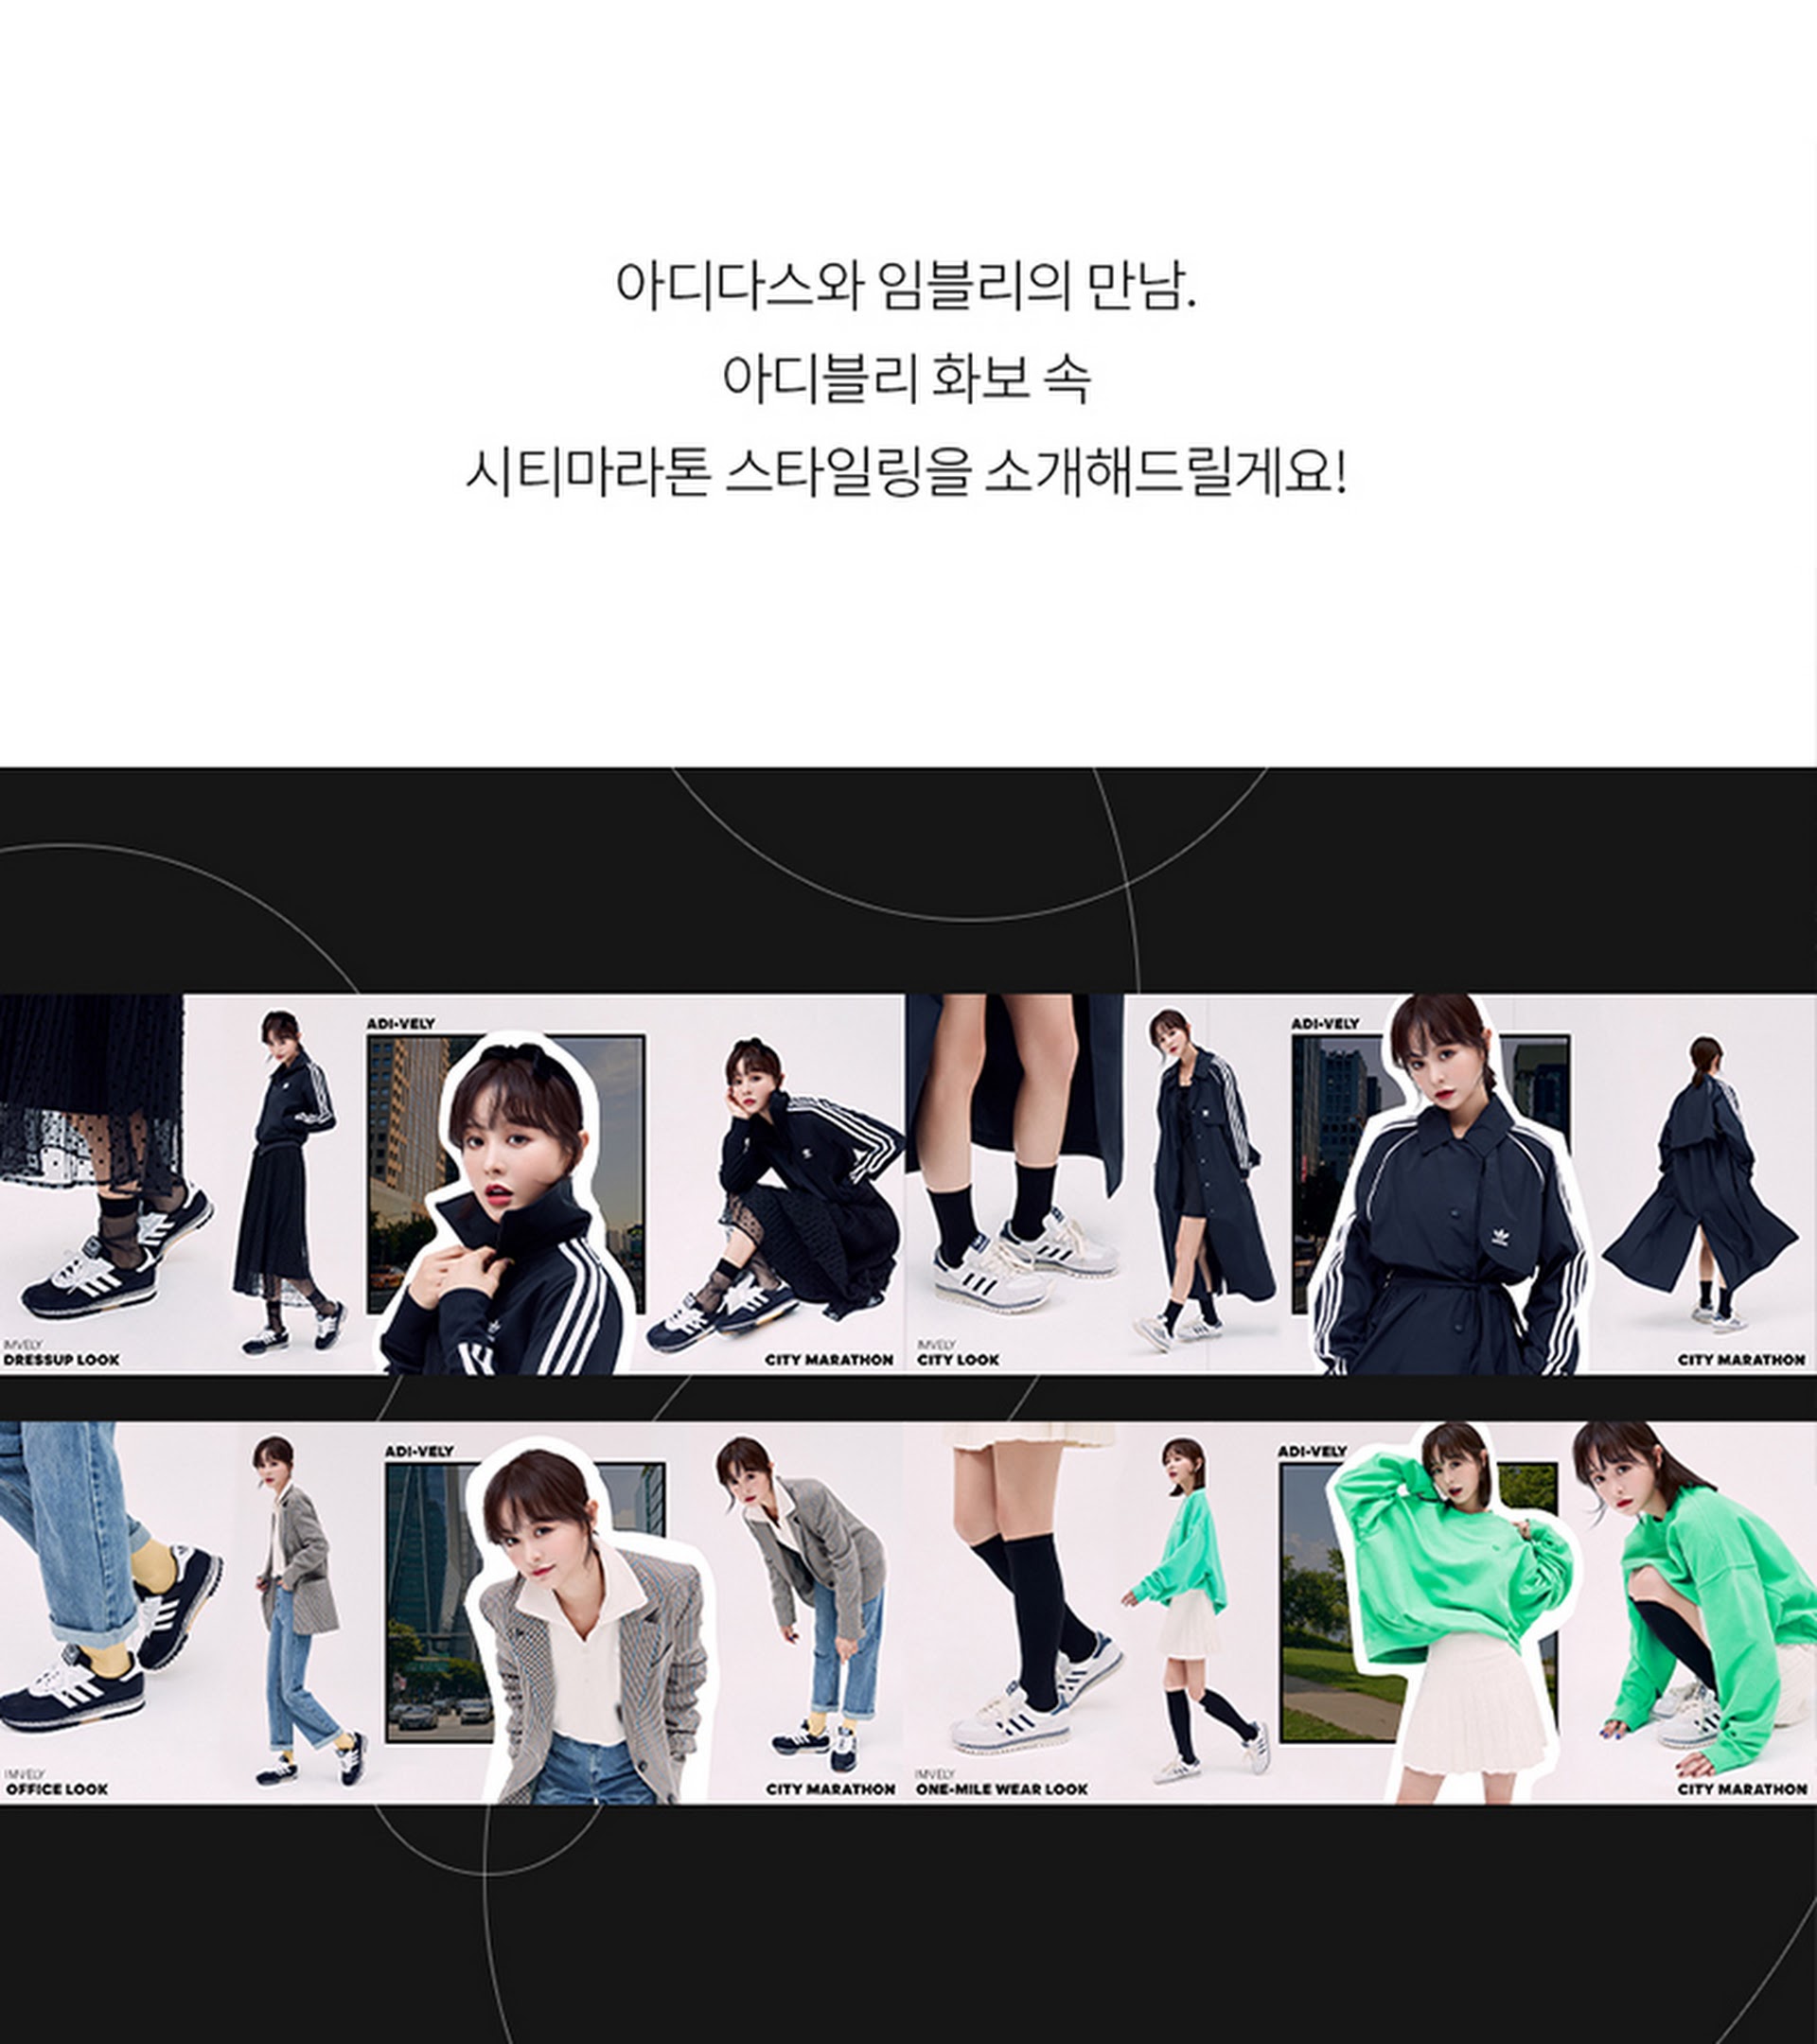 아디다스와 임블리의 만남.
아디블리 화보 속
시티마라톤 스타일링을 소개해드릴게요!
ADI-VELY
IMVELY
DRESSUP LOOK
CITY MARATHON
ADI-VELY
IMVELY
CITY LOOK
CITY MARATHON
ADI-VELY
IMVELY
OFFICE LOOK
CITY MARATHON
ADI-VELY
IMVELY
ONE-MILE WEAR LOOK
CITY MARATHON